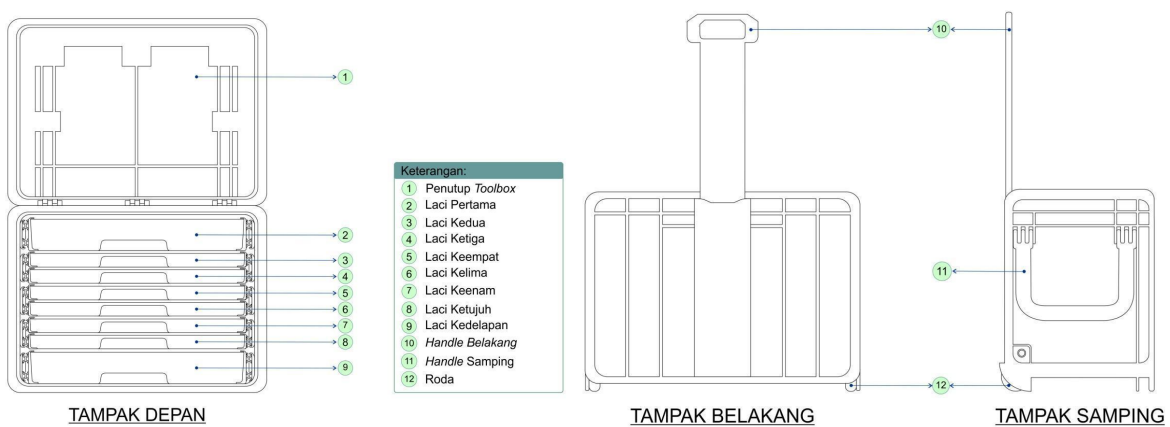 1
2
3
4
5
6
7
8
9
TAMPAK DEPAN
Keterangan:
1 Penutup Toolbox
2 Laci Pertama
3 Laci Kedua
4 Laci Ketiga
5 Laci Keempat
6 Laci Kelima
7 Laci Keenam
8 Laci Ketujuh
9 Laci Kedelapan
10 Handle Belakang
11 Handle Samping
12 Roda
10
11
12
TAMPAK BELAKANG
TAMPAK SAMPING